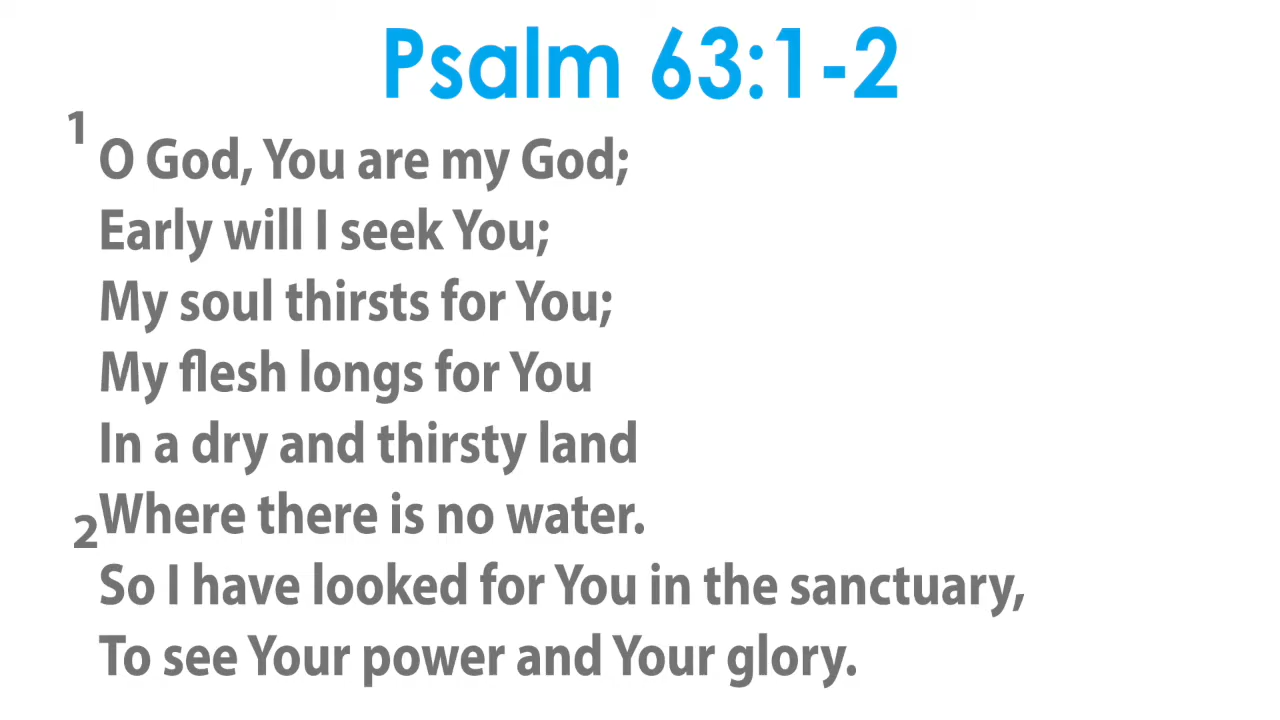 Psalm 63:1-2
1
O God, You are my God;
Early will I seek You;
My soul thirsts for You;
My flesh longs for You
In a dry and thirsty land
Where there is no water.
2
So I have looked for You in the sanctuary,
To see Your power and Your glory.